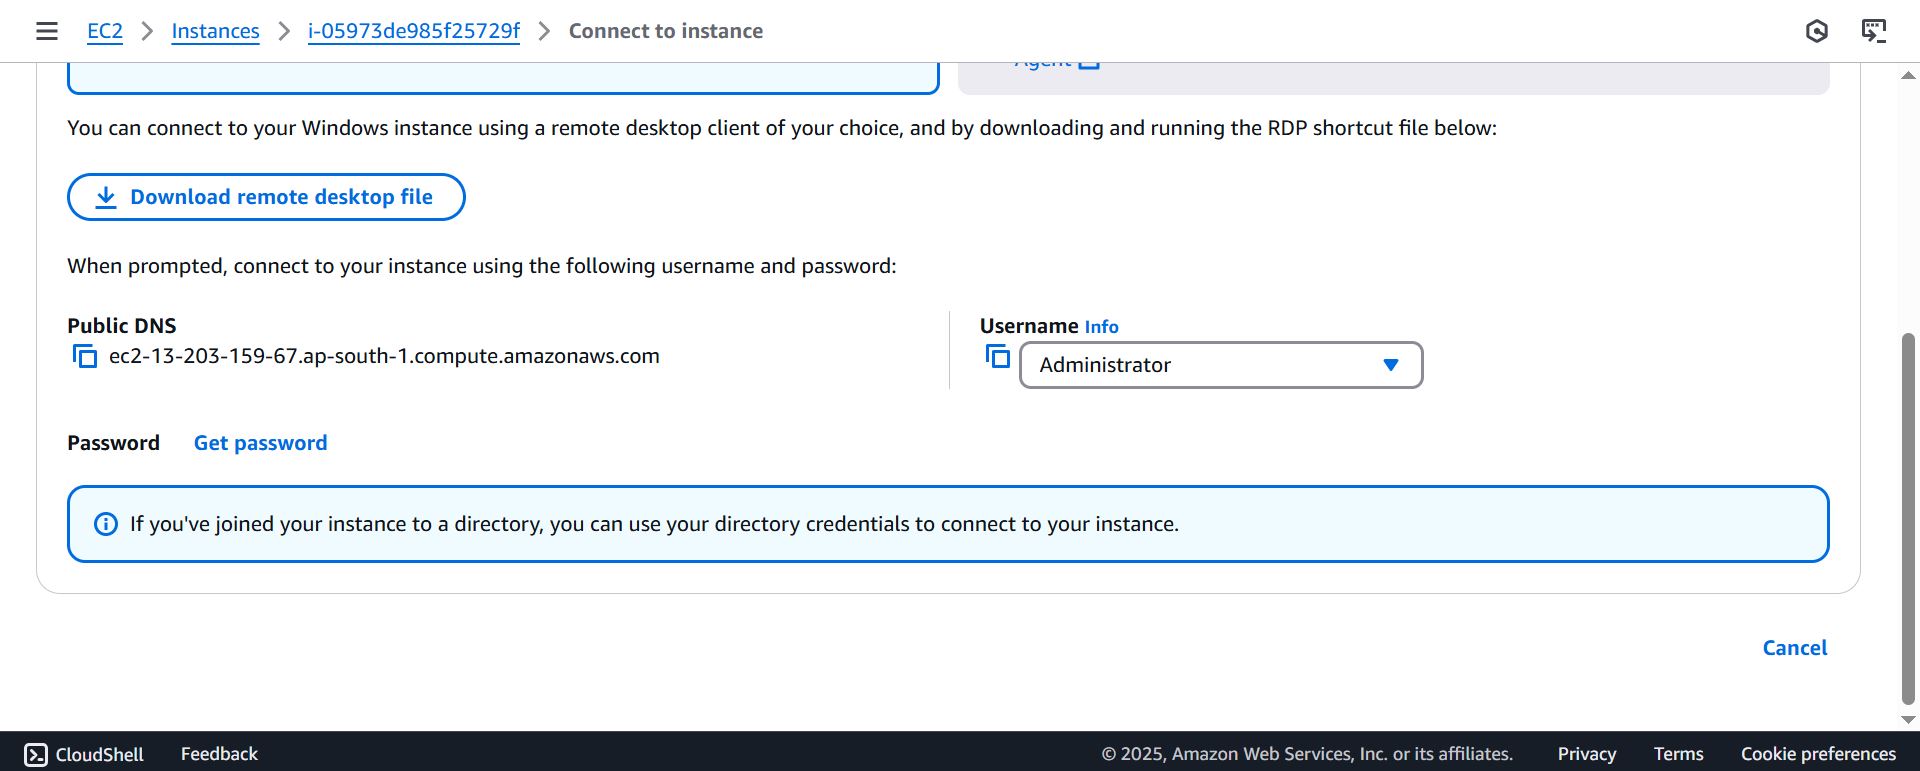 EC2 > Instances > i-05973de985f25729f > Connect to instance
Agent
You can connect to your Windows instance using a remote desktop client of your choice, and by downloading and running the RDP shortcut file below:
Download remote desktop file
When prompted, connect to your instance using the following username and password:
Public DNS
ec2-13-203-159-67.ap-south-1.compute.amazonaws.com
Username Info
Administrator
Password Get password
If you've joined your instance to a directory, you can use your directory credentials to connect to your instance.
Cancel
CloudShell Feedback © 2025, Amazon Web Services, Inc. or its affiliates. Privacy Terms Cookie preferences